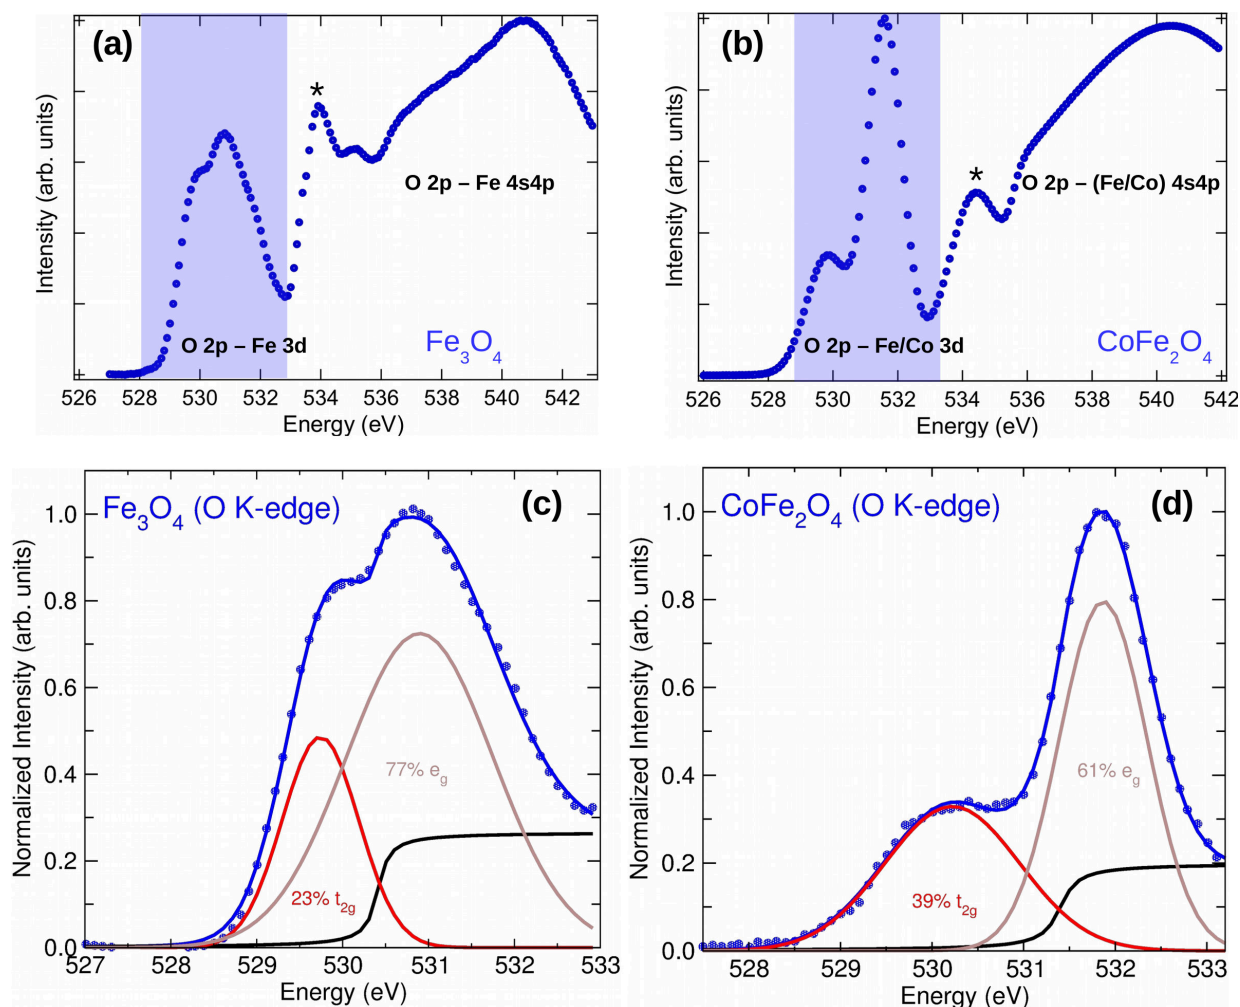 (a)
*
O 2p – Fe 4s4p
O 2p – Fe 3d
Fe3O4
Intensity (arb. units)
526 528 530 532 534 536 538 540 542
Energy (eV)
(b)
*
O 2p – (Fe/Co) 4s4p
O 2p – Fe/Co 3d
CoFe2O4
Intensity (arb. units)
526 528 530 532 534 536 538 540 542
Energy (eV)
Fe3O4 (O K-edge)
(c)
1.0
0.8
0.6
0.4
0.2
0.0
Normalized Intensity (arb. units)
77% eg
23% t2g
527 528 529 530 531 532 533
Energy (eV)
CoFe2O4 (O K-edge)
(d)
1.0
0.8
0.6
0.4
0.2
0.0
Normalized Intensity (arb. units)
61% eg
39% t2g
528 529 530 531 532 533
Energy (eV)